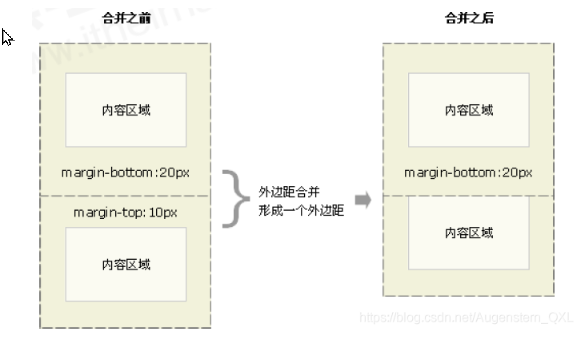 合并之前
合并之后
内容区域
margin-bottom:20px
margin-top:10px
内容区域
外边距合并
形成一个外边距
内容区域
margin-bottom:20px
内容区域
https://blog.csdn.net/Augenstern_QXL